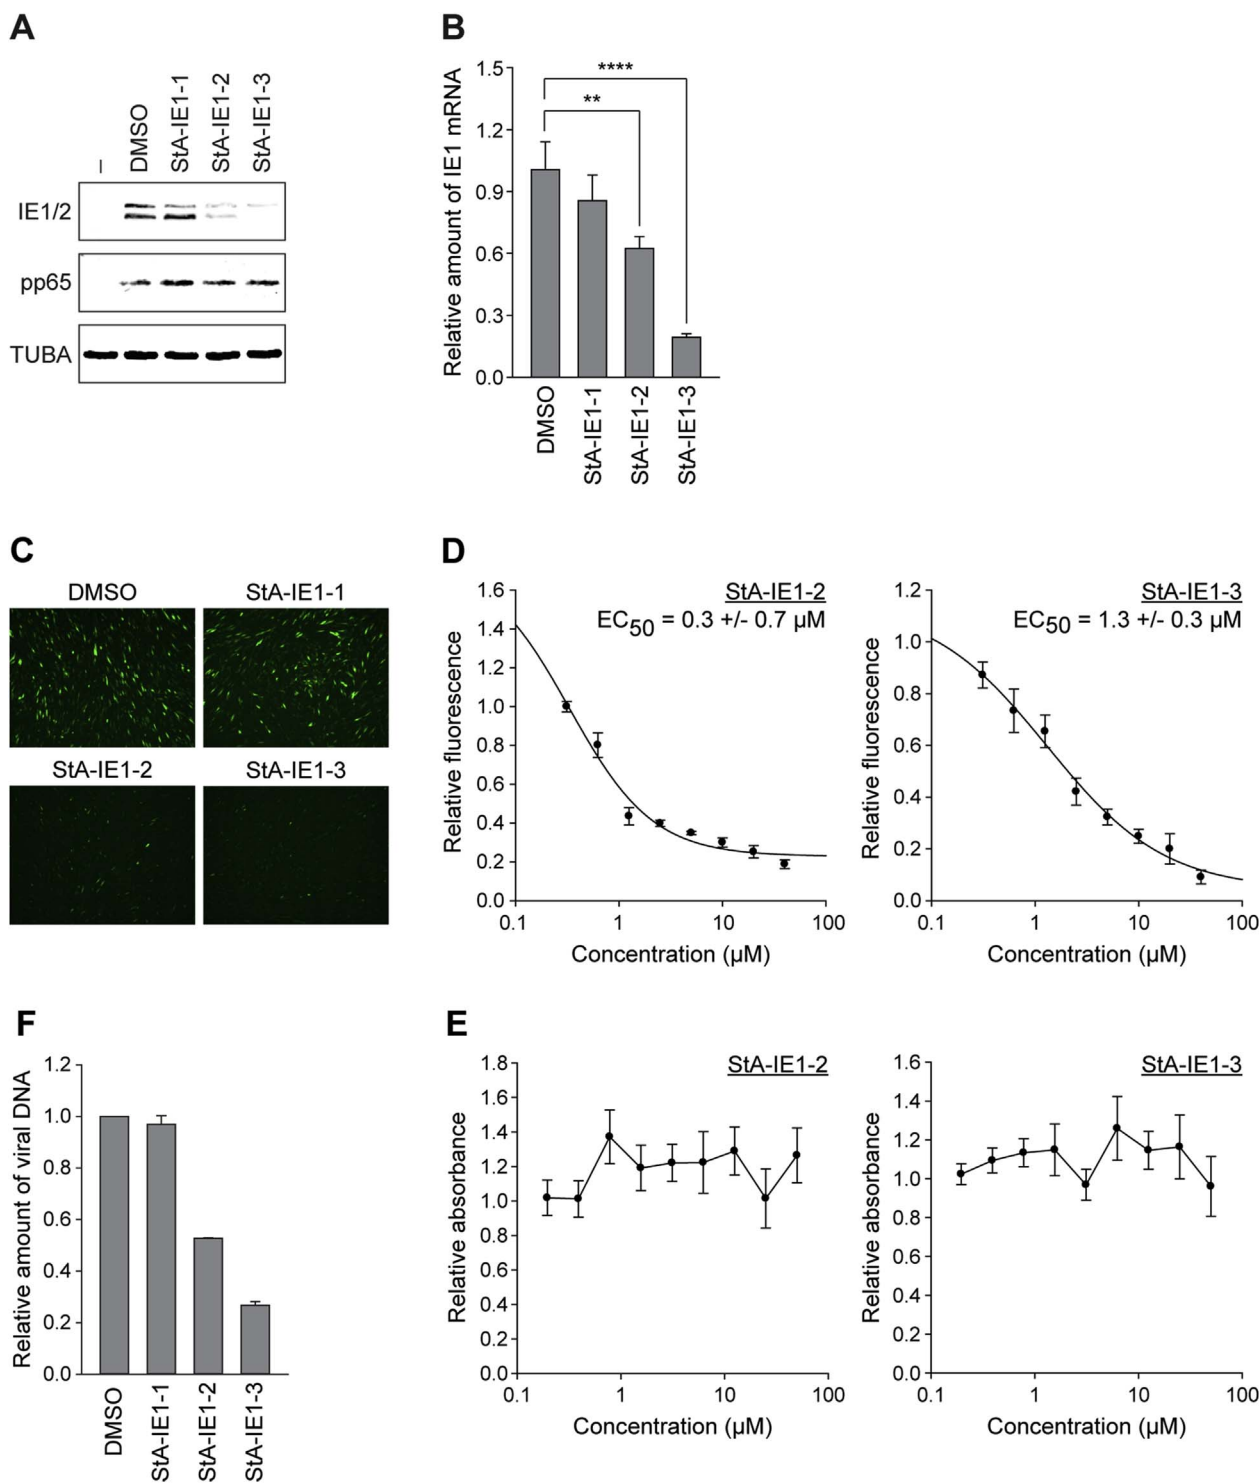 A
–
DMSO
StA-IE1-1
StA-IE1-2
StA-IE1-3
IE1/2
pp65
TUBA
B
Relative amount of IE1 mRNA
1.5
1.2
0.9
0.6
0.3
0.0
****
**
DMSO
StA-IE1-1
StA-IE1-2
StA-IE1-3
C
DMSO
StA-IE1-1
StA-IE1-2
StA-IE1-3
D
StA-IE1-2
EC50 = 0.3 +/- 0.7 µM
Relative fluorescence
1.6
1.4
1.2
1.0
0.8
0.6
0.4
0.2
0.0
0.1
1
10
100
Concentration (µM)
StA-IE1-3
EC50 = 1.3 +/- 0.3 µM
Relative fluorescence
1.2
1.0
0.8
0.6
0.4
0.2
0.0
0.1
1
10
100
Concentration (µM)
F
Relative amount of viral DNA
1.2
1.0
0.8
0.6
0.4
0.2
0.0
DMSO
StA-IE1-1
StA-IE1-2
StA-IE1-3
E
StA-IE1-2
Relative absorbance
1.8
1.6
1.4
1.2
1.0
0.8
0.6
0.4
0.2
0.0
0.1
1
10
100
Concentration (µM)
StA-IE1-3
Relative absorbance
1.6
1.4
1.2
1.0
0.8
0.6
0.4
0.2
0.0
0.1
1
10
100
Concentration (µM)